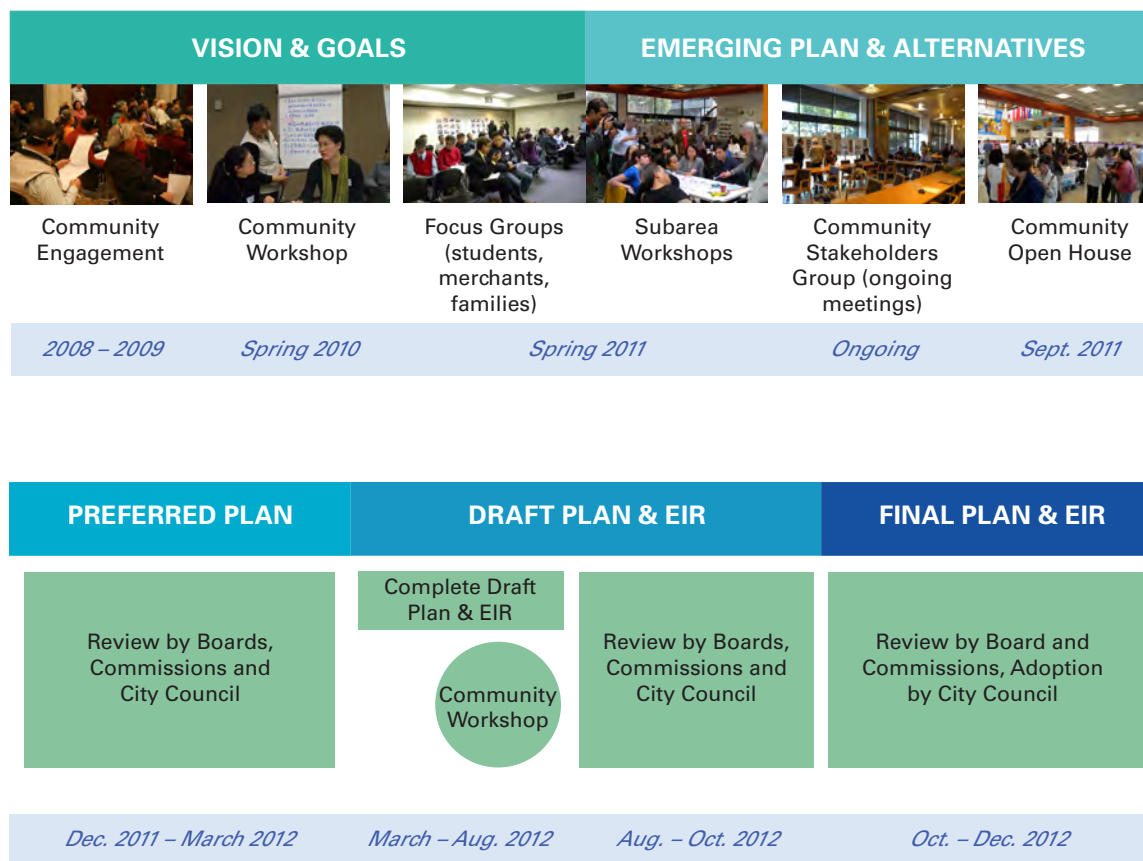 VISION & GOALS
EMERGING PLAN & ALTERNATIVES
Community
Engagement
Community
Workshop
Focus Groups
(students,
merchants,
families)
Subarea
Workshops
Community
Stakeholders
Group (ongoing
meetings)
Community
Open House
2008 – 2009
Spring 2010
Spring 2011
Ongoing
Sept. 2011
PREFERRED PLAN
DRAFT PLAN & EIR
FINAL PLAN & EIR
Review by Boards,
Commissions and
City Council
Complete Draft
Plan & EIR
Community
Workshop
Review by Boards,
Commissions and
City Council
Review by Board and
Commissions, Adoption
by City Council
Dec. 2011 – March 2012
March – Aug. 2012
Aug. – Oct. 2012
Oct. – Dec. 2012